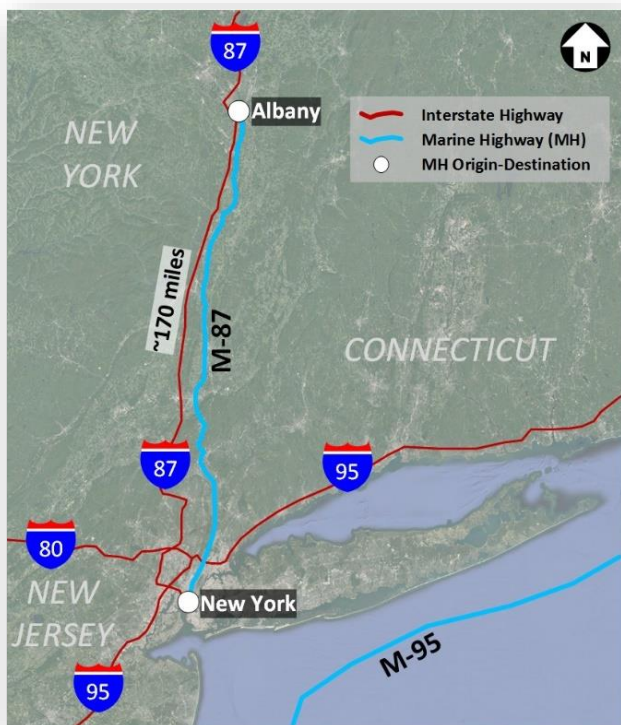 87
N
Albany
Interstate Highway
Marine Highway (MH)
MH Origin-Destination
NEW
YORK
~170 miles
M-87
CONNECTICUT
87
95
80
NEW
JERSEY
New York
M-95
95